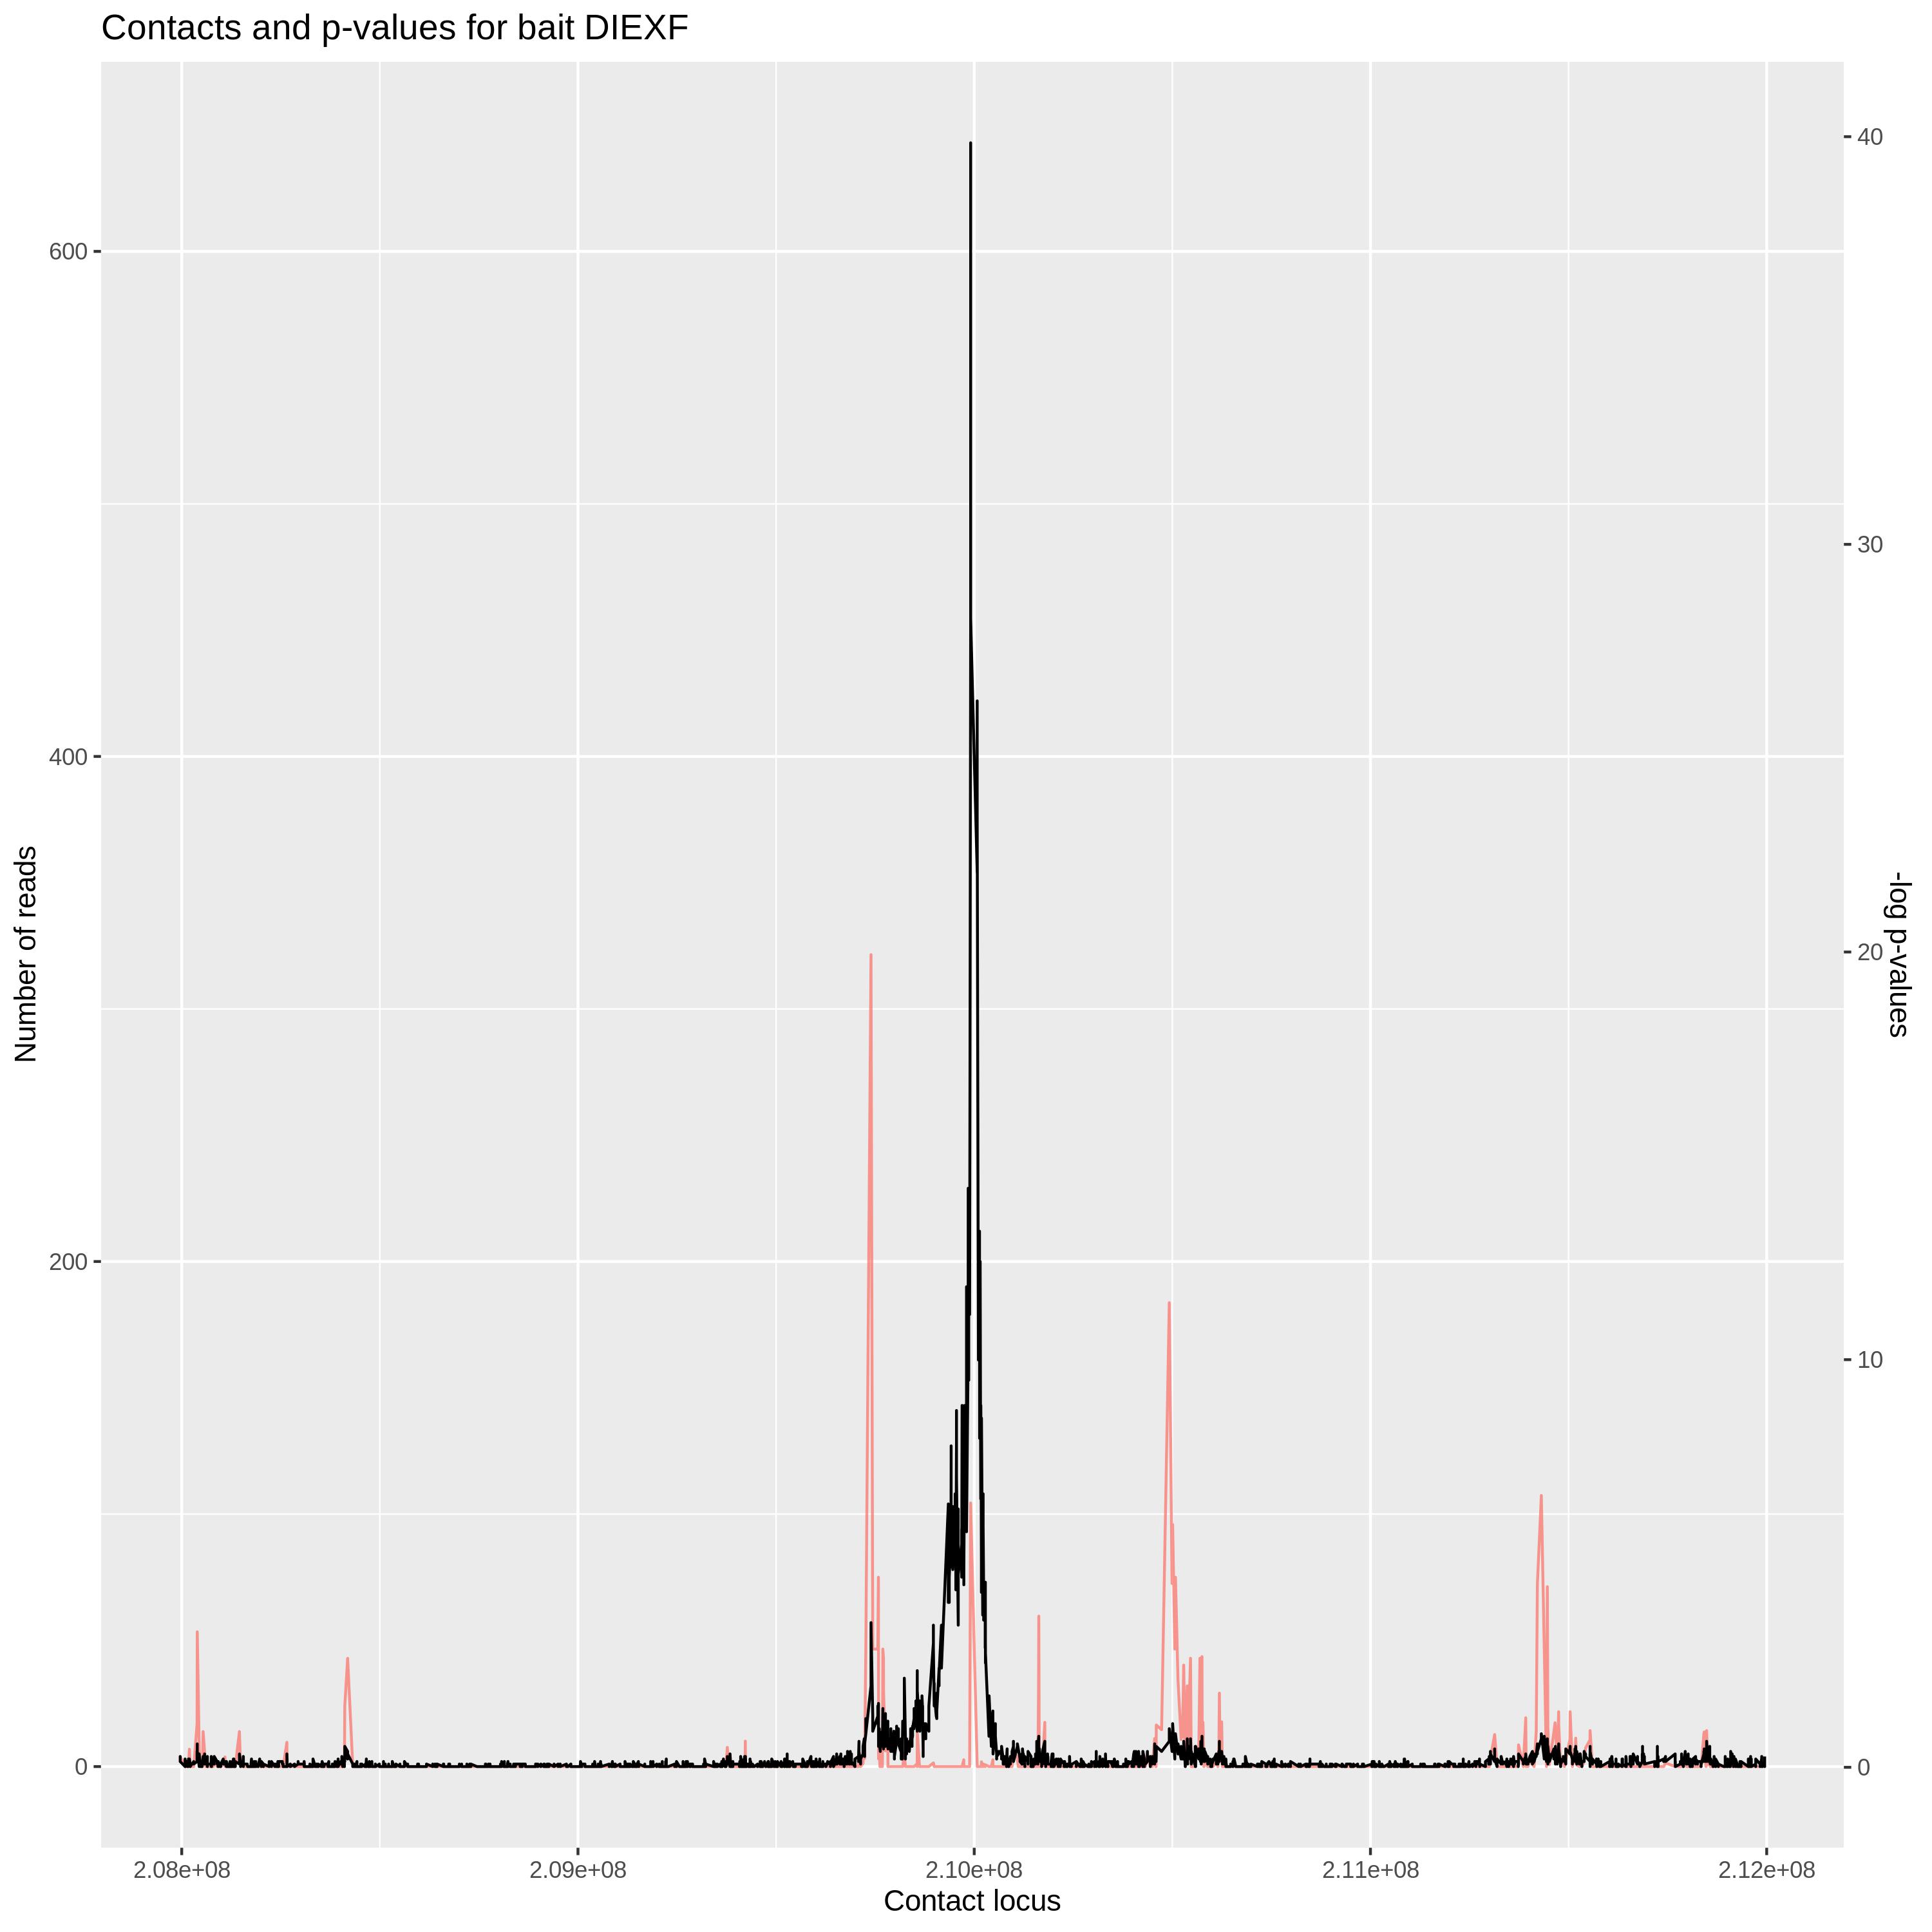 Contacts and p-values for bait DIEXF
600
400
200
0
Number of reads
40
30
20
10
0
-log p-values
2.08e+08
2.09e+08
2.10e+08
2.11e+08
2.12e+08
Contact locus